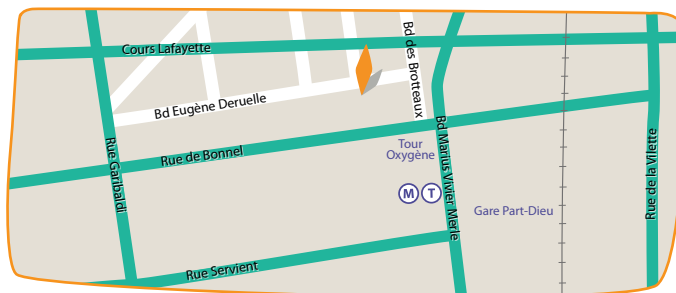 Cours Lafayette
Bd des Brotteaux
Bd Eugène Deruelle
Rue Garibaldi
Rue de Bonnel
Tour
Oxygène
Bd Marius Vivier Merle
Rue de la Vilette
M T
Gare Part-Dieu
Rue Servient